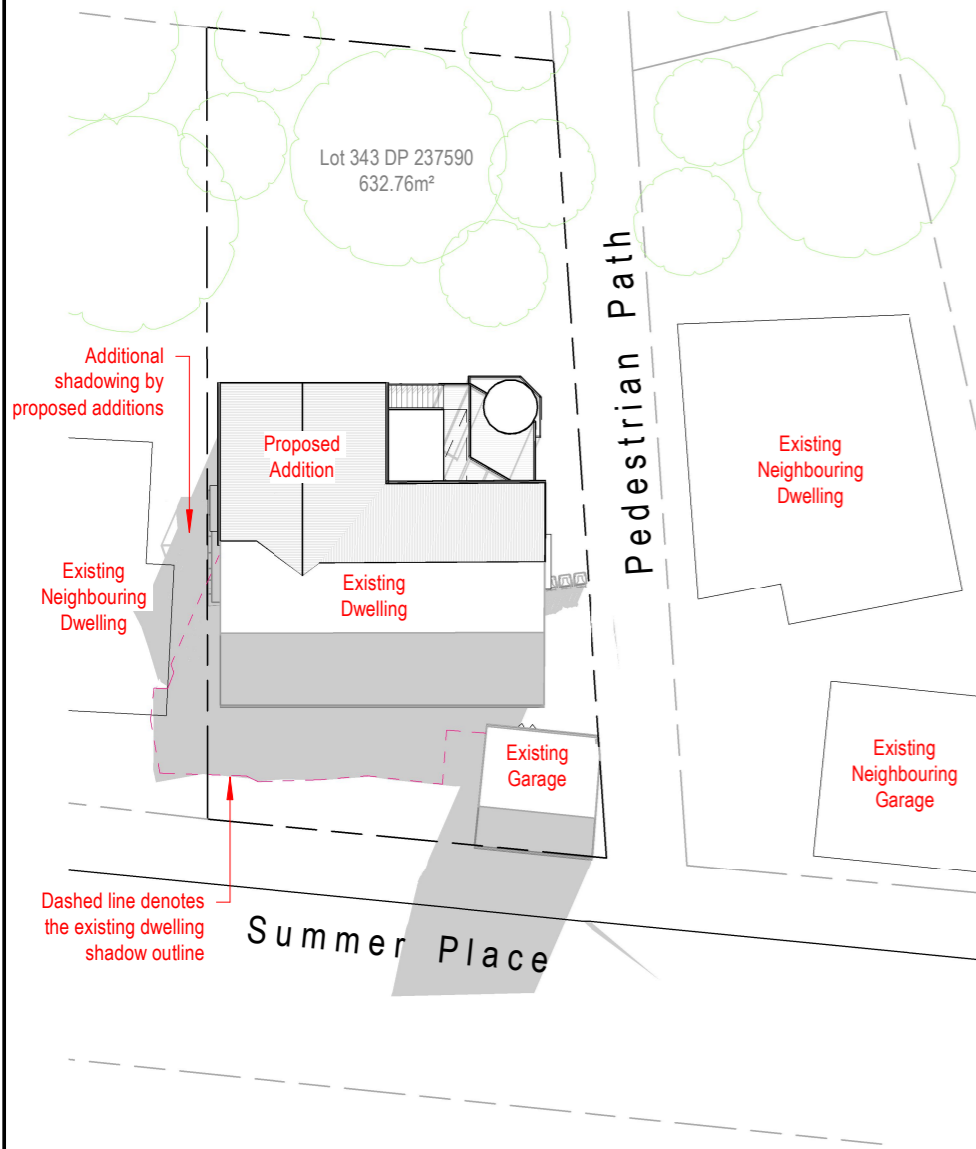 Lot 343 DP 237590
632.76m²
Pedestrian Path
Additional
shadowing by
proposed additions
Proposed
Addition
Existing
Neighbouring
Dwelling
Existing
Neighbouring
Dwelling
Existing
Dwelling
Existing
Garage
Existing
Neighbouring
Garage
Dashed line denotes
the existing dwelling
shadow outline
Summer Place